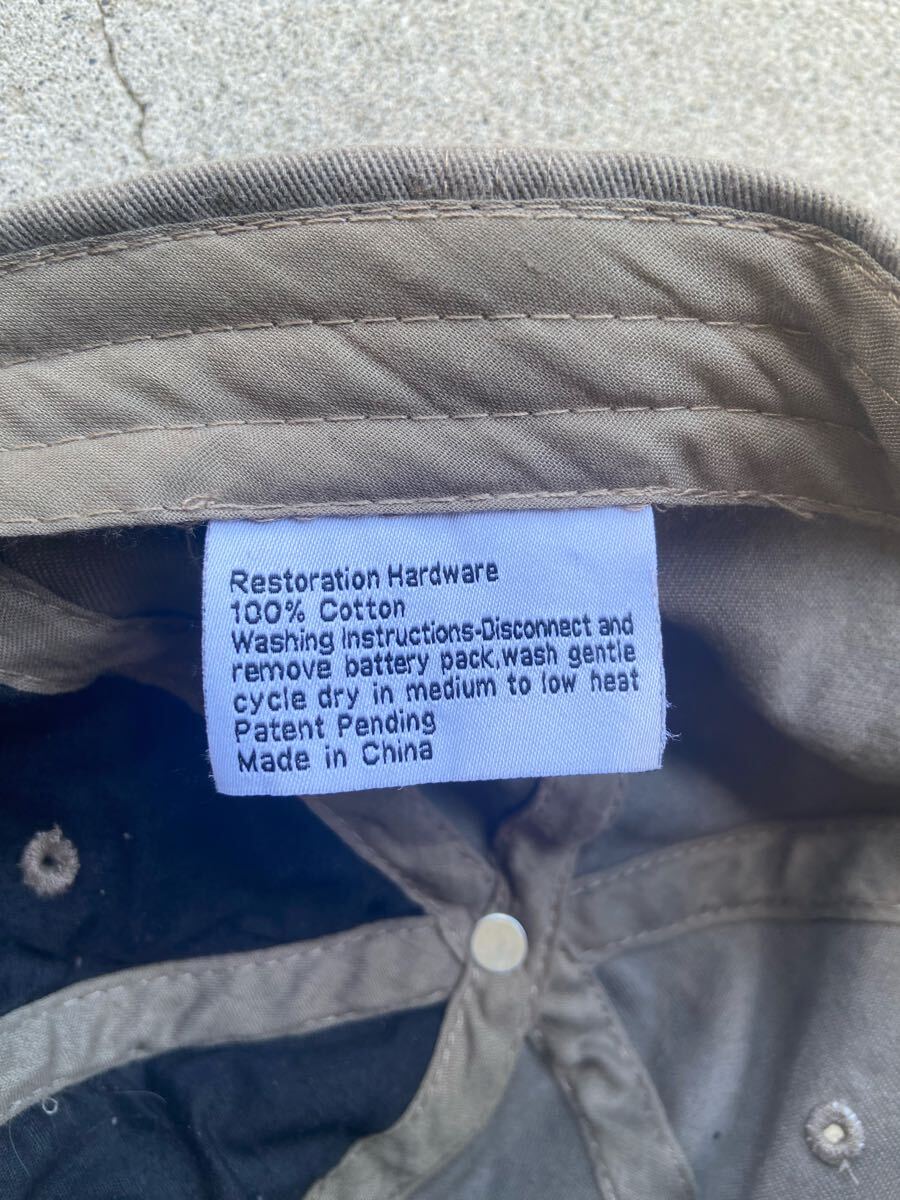 Restoration Hardware
100% Cotton
Washing Instructions-Disconnect and
remove battery pack,wash gentle
cycle dry in medium to low heat
Patent Pending
Made in China